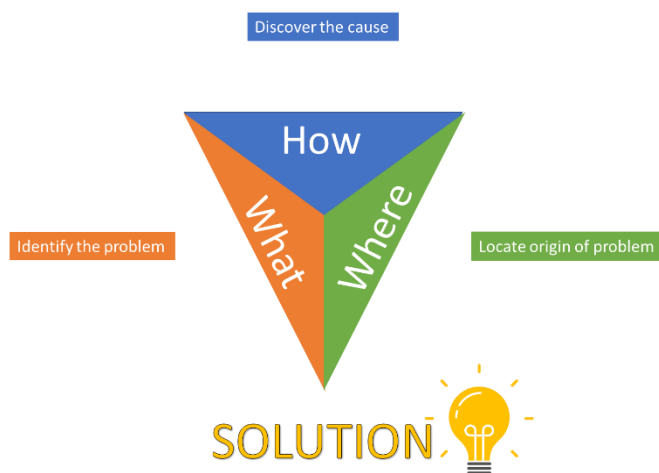 Discover the cause
How
What
Where
Identify the problem
Locate origin of problem
SOLUTION